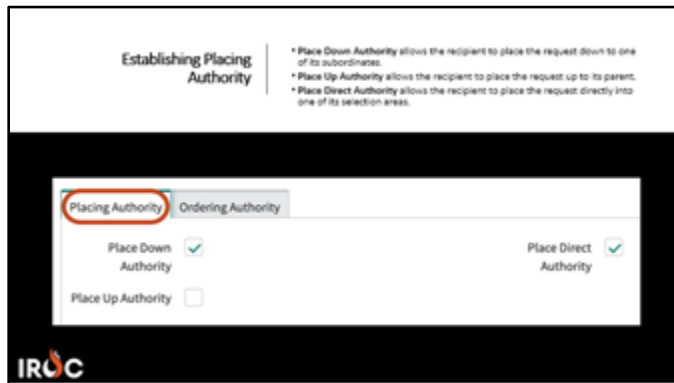 Establishing Placing
Authority
* Place Down Authority allows the recipient to place the request down to one
of its subordinates.
* Place Up Authority allows the recipient to place the request up to its parent.
* Place Direct Authority allows the recipient to place the request directly into
one of its selection areas.
Placing Authority Ordering Authority
Place Down
Authority
Place Direct
Authority
Place Up Authority
IROC